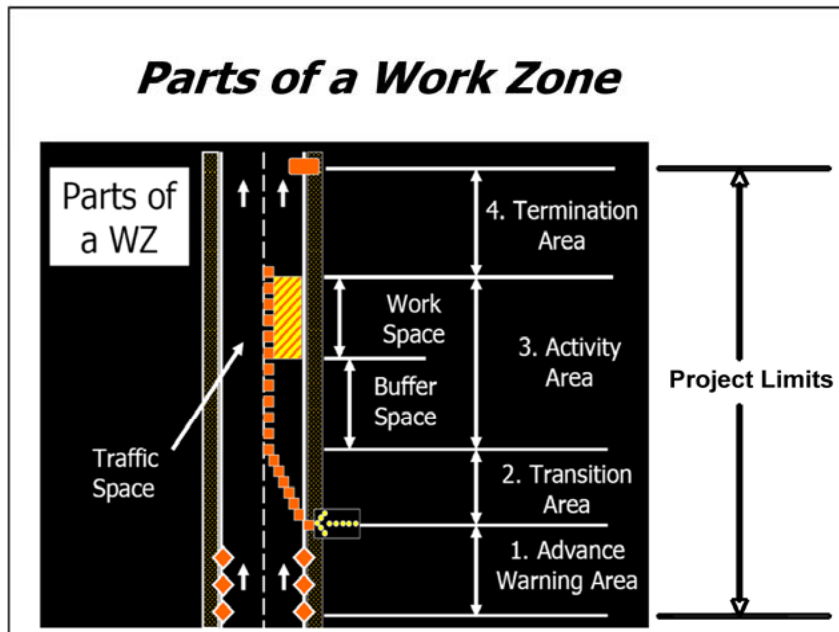 Parts of a Work Zone
Parts of
a WZ
4. Termination
Area
Work
Space
3. Activity
Area
Project Limits
Buffer
Space
Traffic
Space
2. Transition
Area
1. Advance
Warning Area